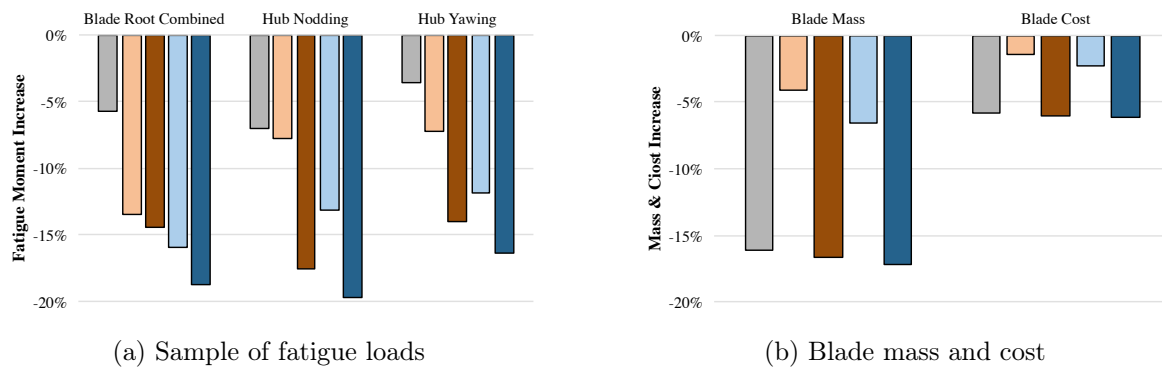 Blade Root Combined Hub Nodding Hub Yawing
0%
-5%
-10%
-15%
-20%
Fatigue Moment Increase
(a) Sample of fatigue loads
Blade Mass Blade Cost
0%
-5%
-10%
-15%
-20%
Mass & Ciost Increase
(b) Blade mass and cost